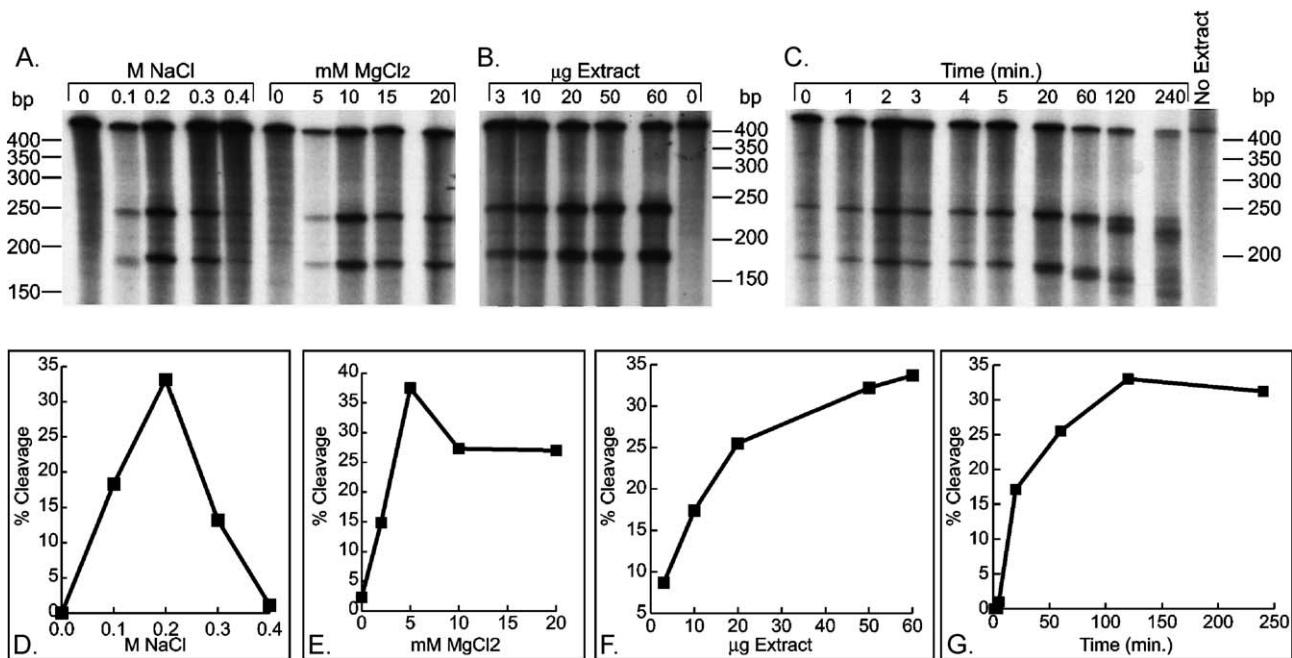 A. M NaCl mM MgCl2
bp 0 0.1 0.2 0.3 0.4 0 5 10 15 20
400
350
300
250
200
150
B. μg Extract
3 10 20 50 60 0 bp
400
350
300
250
200
150
C. Time (min.) No Extract
0 1 2 3 4 5 20 60 120 240 bp
400
350
300
250
200
% Cleavage
35
30
25
20
15
10
5
0
0.0 0.1 0.2 0.3 0.4
D. M NaCl
% Cleavage
40
35
30
25
20
15
10
5
0
0 5 10 15 20
E. mM MgCl2
% Cleavage
35
30
25
20
15
10
5
0 10 20 30 40 50 60
F. μg Extract
% Cleavage
35
30
25
20
15
10
5
0
0 50 100 150 200 250
G. Time (min.)